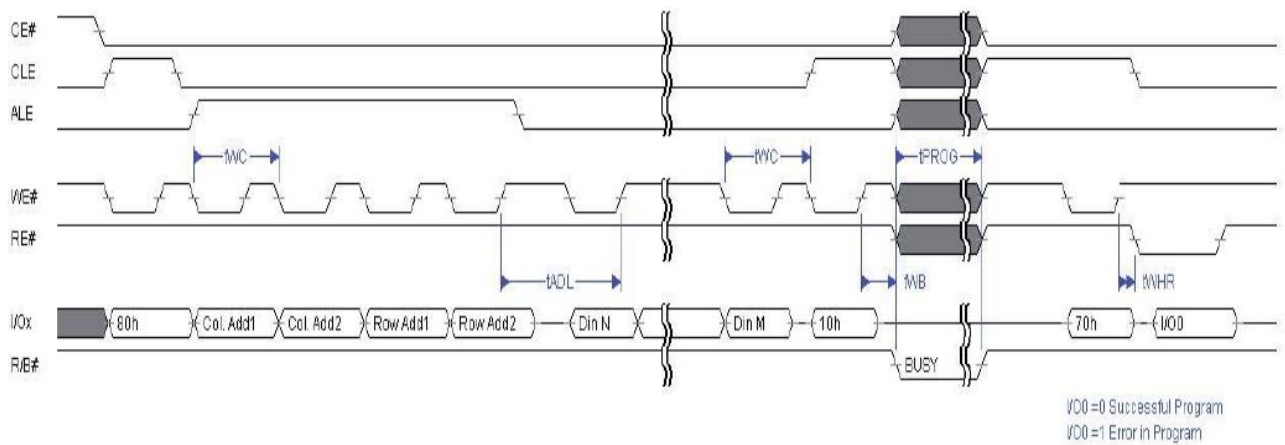 CE#
CLE
ALE
tWC tWC tPROG
WE#
RE#
tADL tWB tWHR
I/Ox 80h Col. Add1 Col. Add2 Row Add1 Row Add2 Din N Din M 10h 70h I/O0
R/B# BUSY
I/O0 =0 Successful Program
I/O0 =1 Error in Program